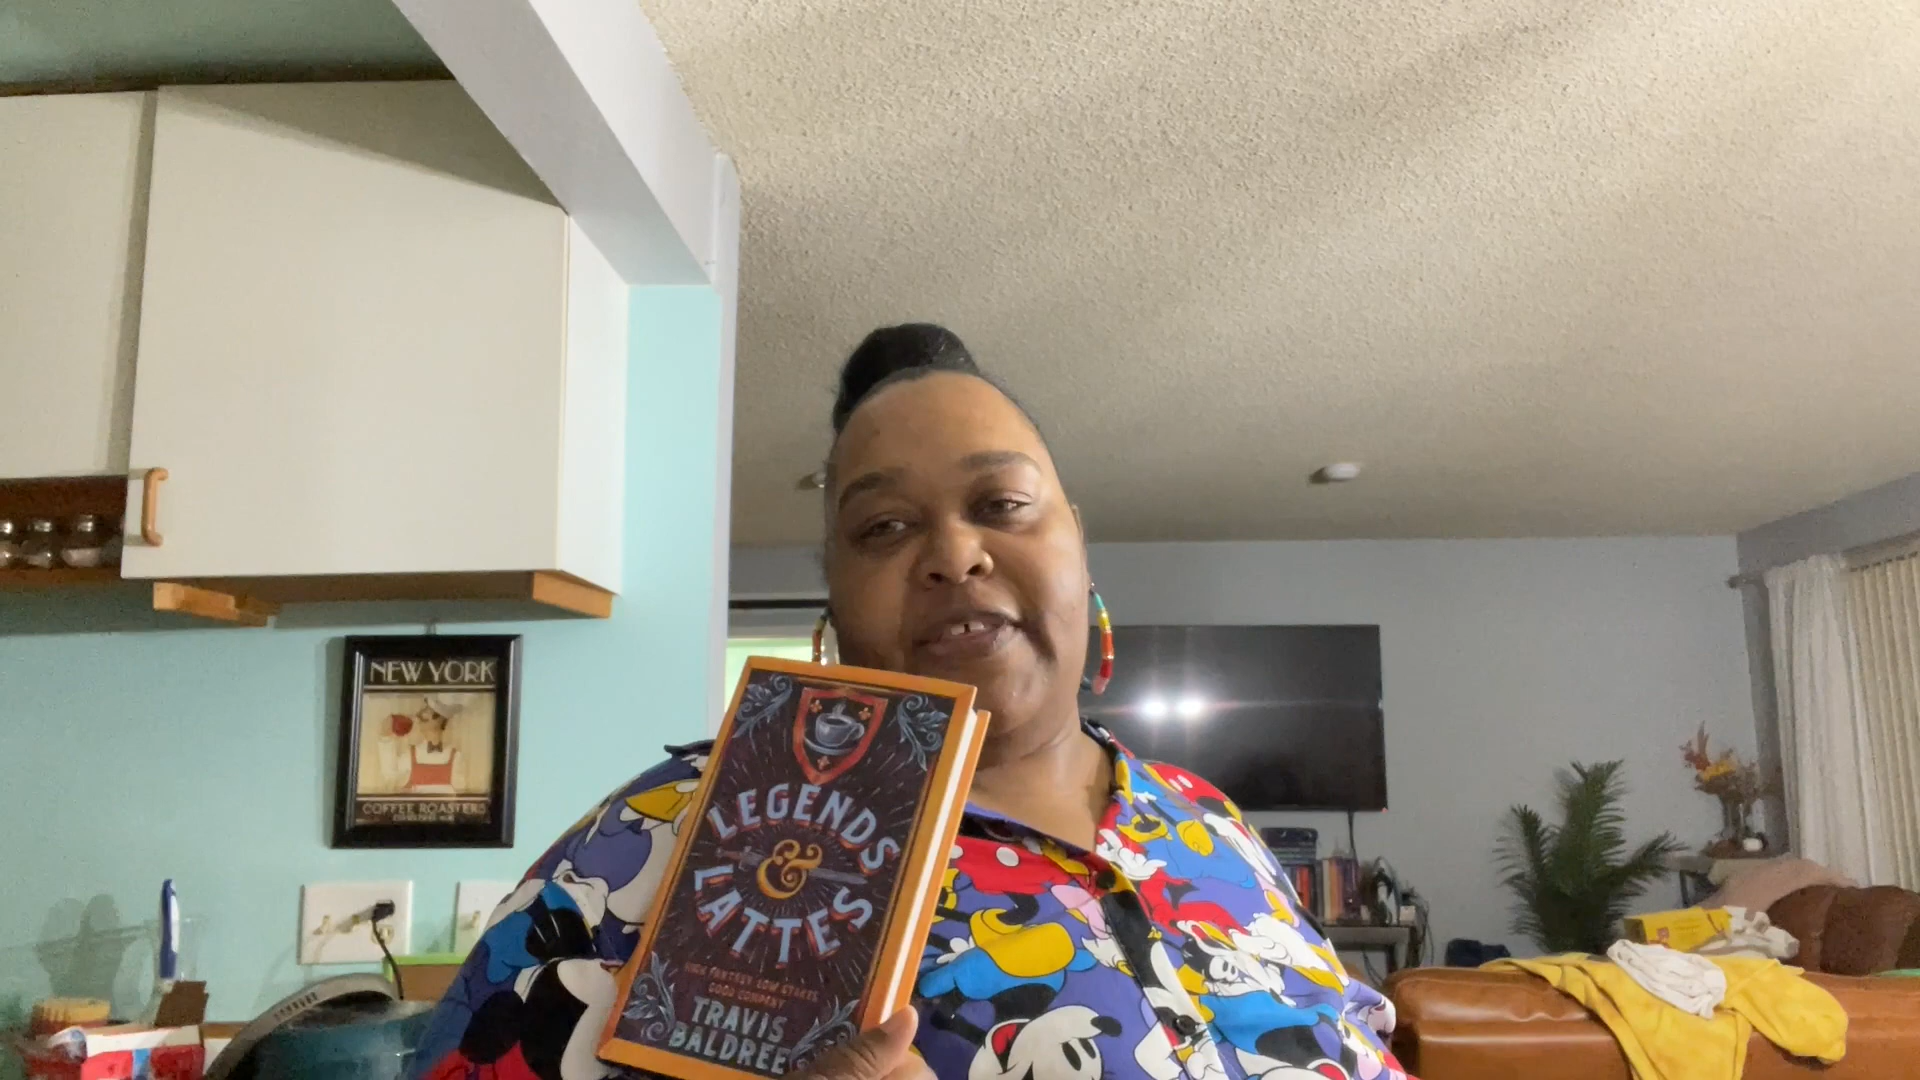 NEW YORK
COFFEE ROASTERS
LEGENDS
&
LATTES
HIGH FANTASY LOW STAKES
GOOD COMPANY
TRAVIS
BALDREE